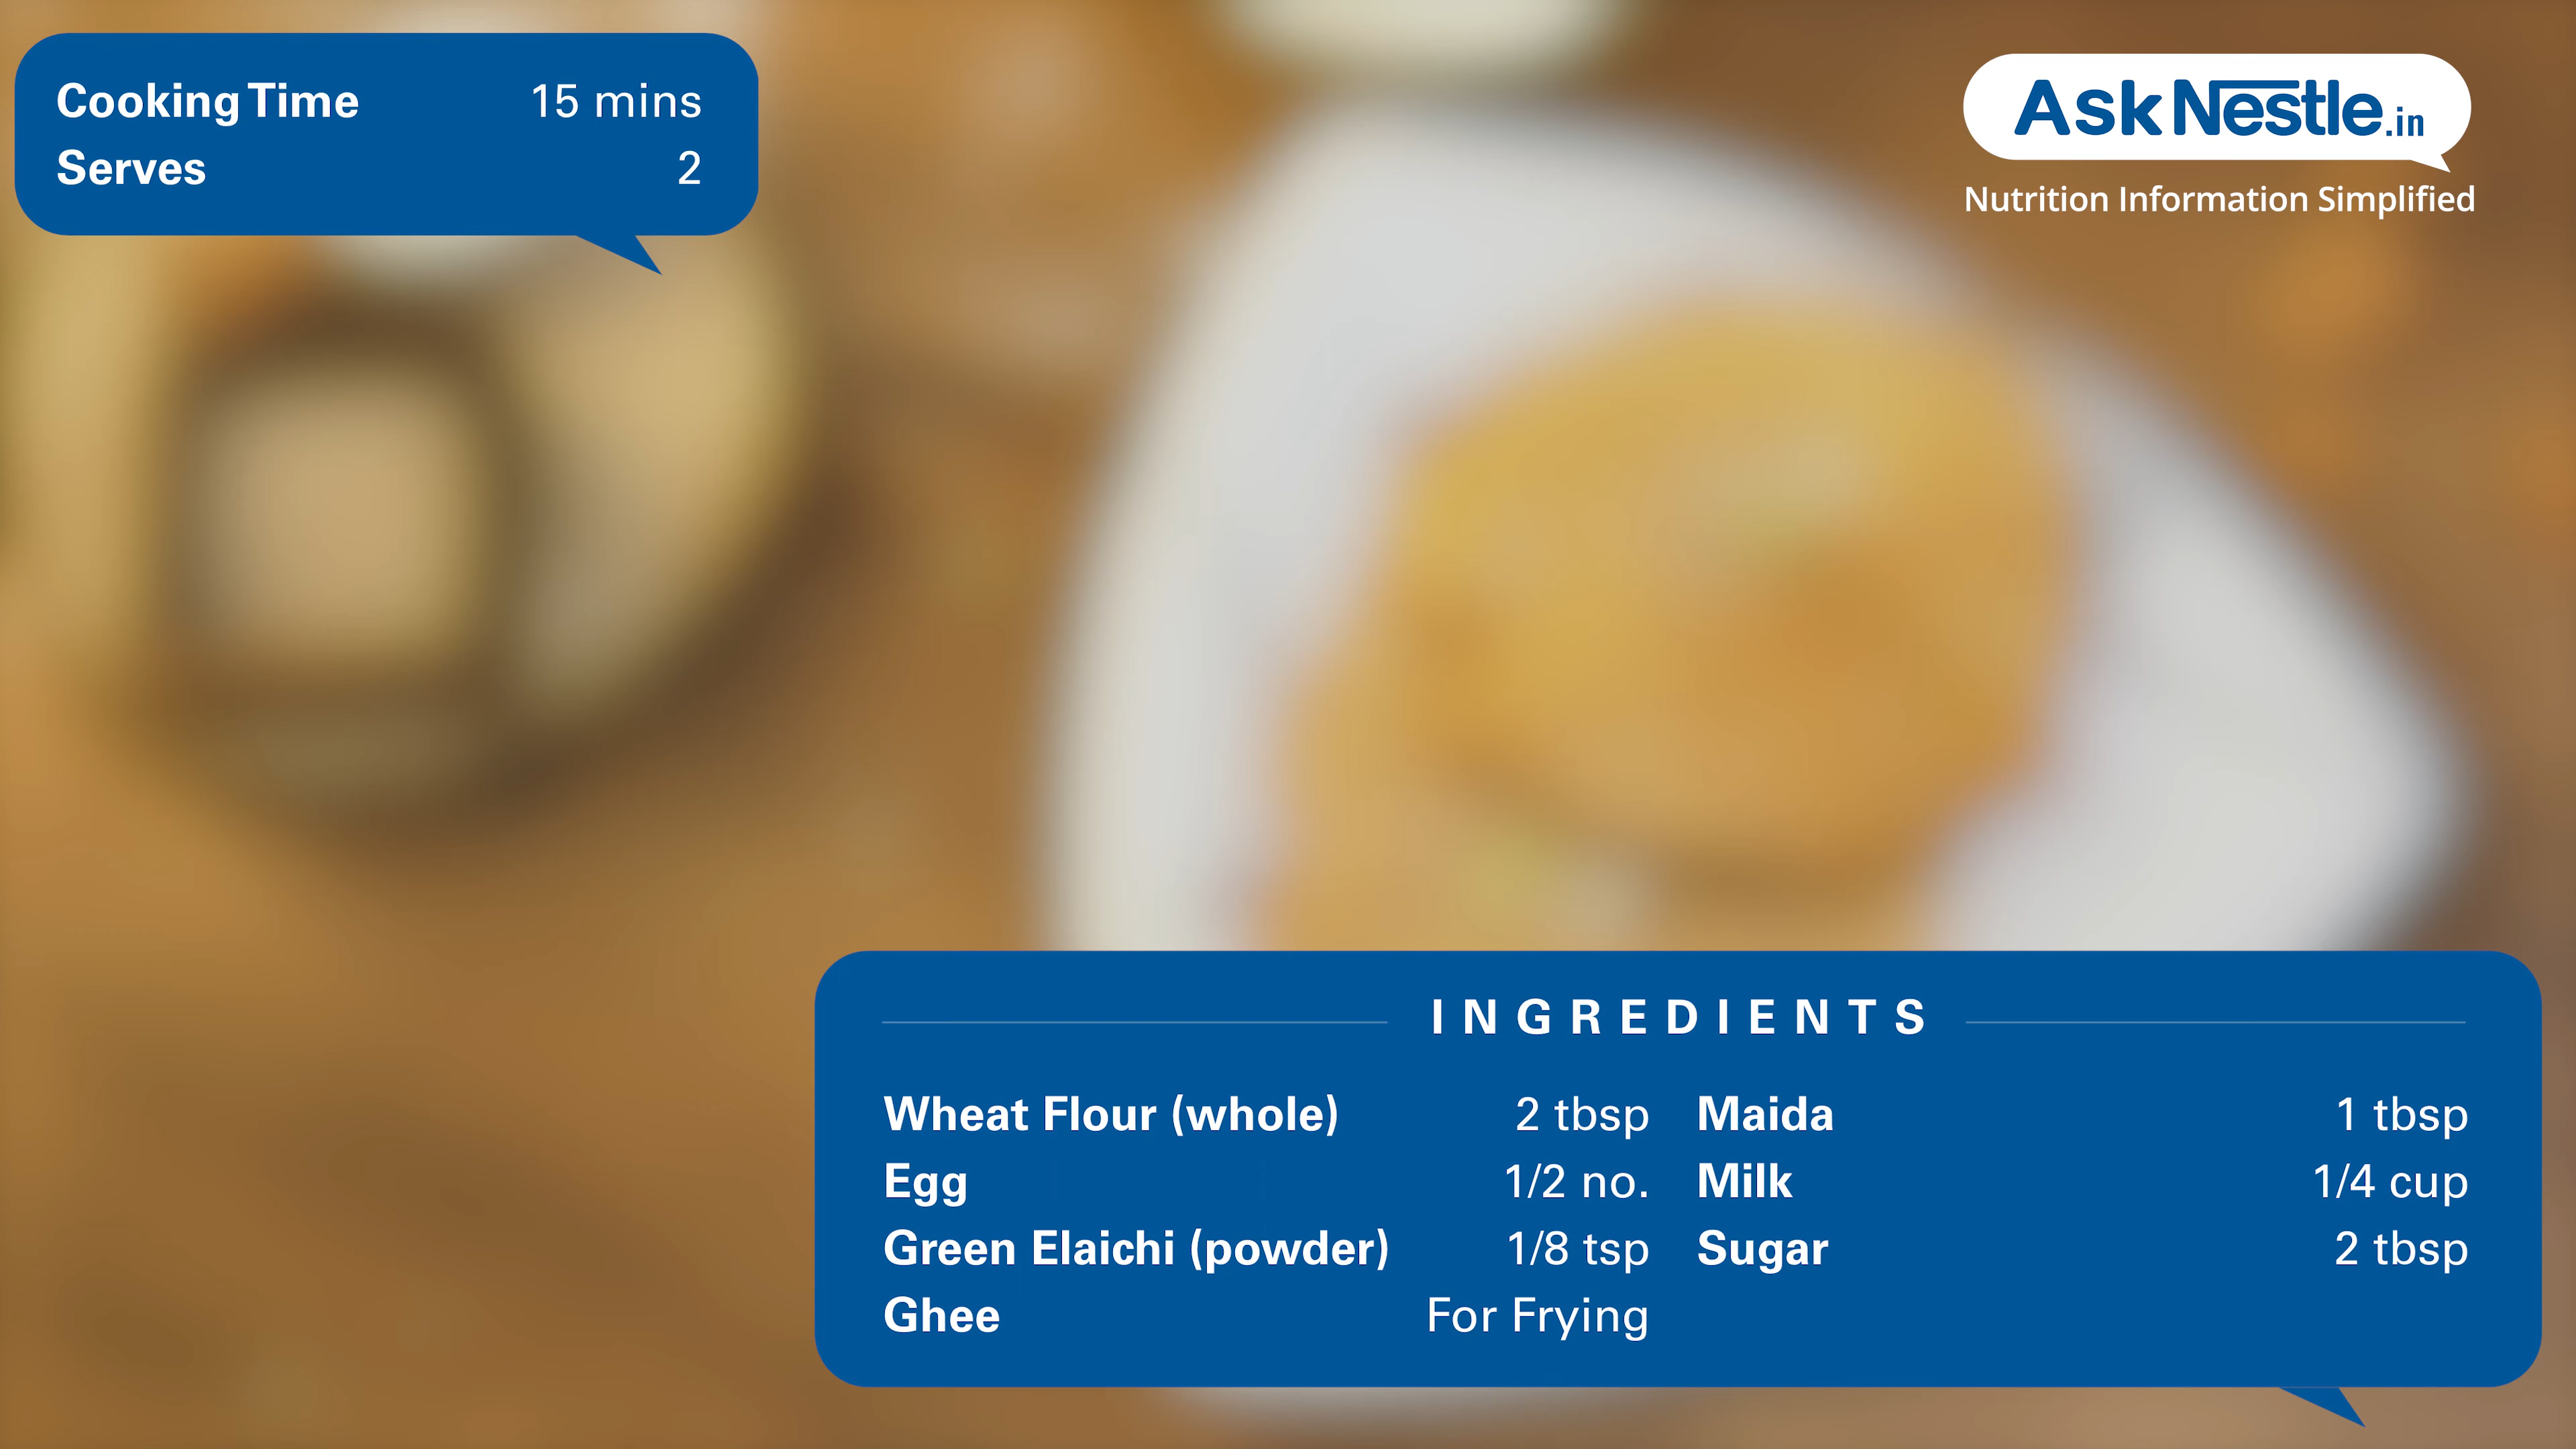 Cooking Time 15 mins
Serves 2
AskNestle.in
Nutrition Information Simplified
INGREDIENTS
Wheat Flour (whole) 2 tbsp Maida 1 tbsp
Egg 1/2 no. Milk 1/4 cup
Green Elaichi (powder) 1/8 tsp Sugar 2 tbsp
Ghee For Frying